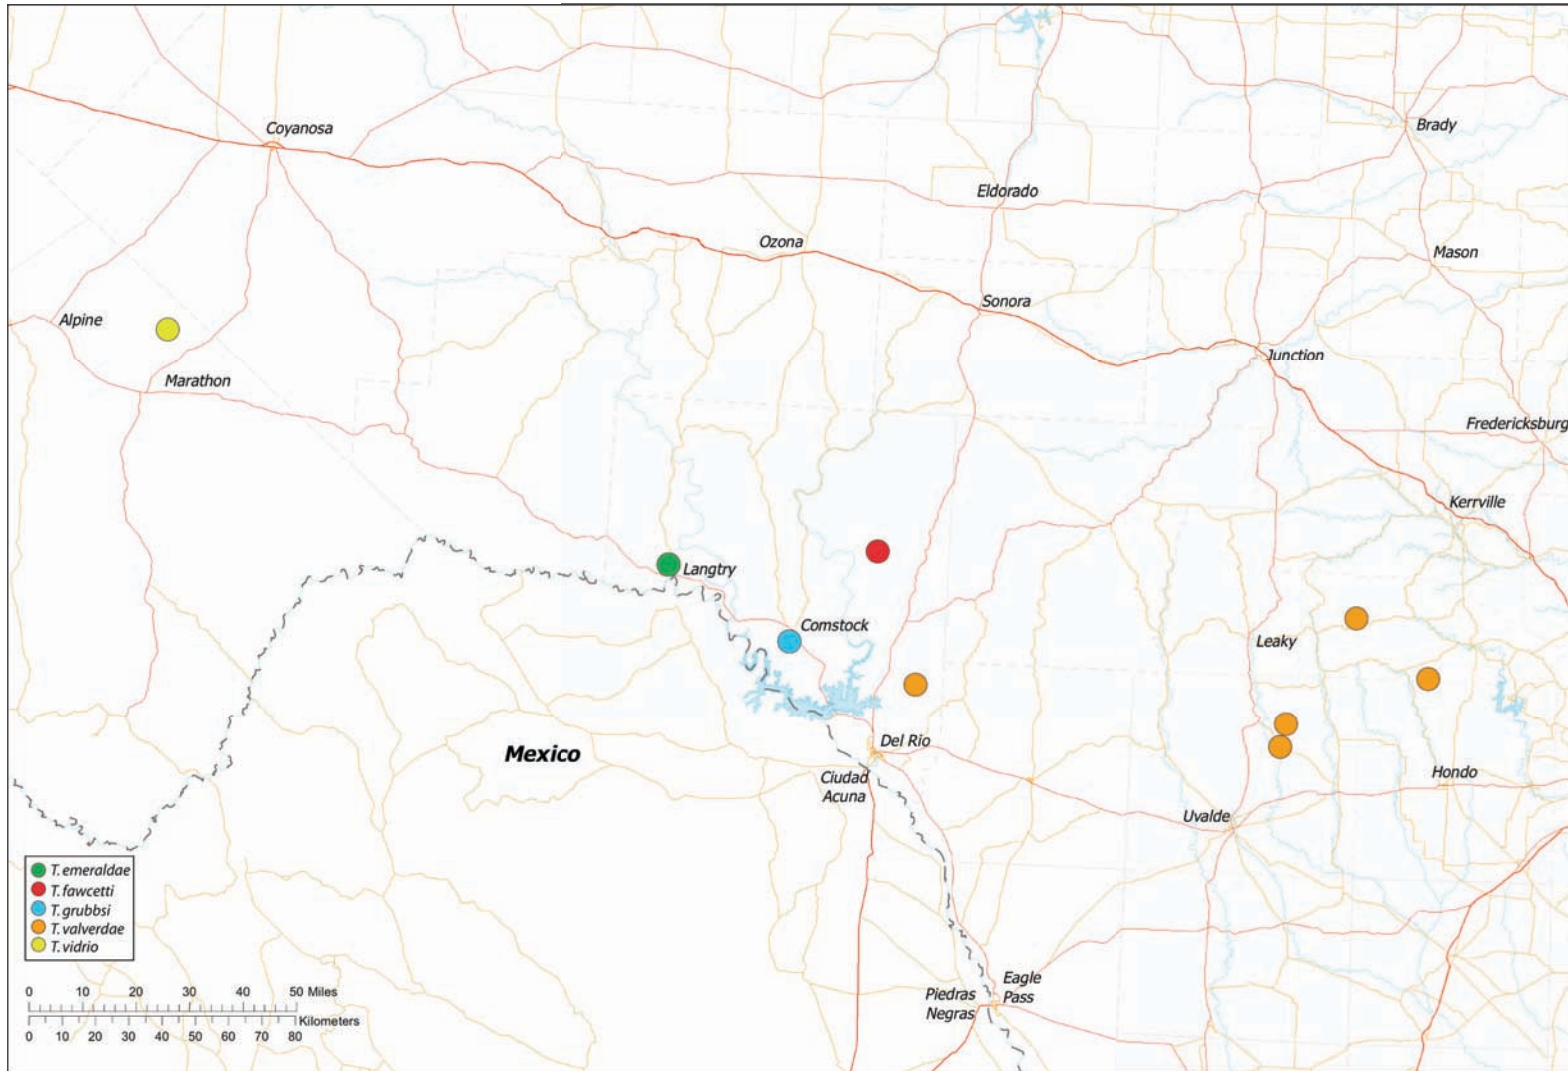 Coyanosa
Brady
Eldorado
Ozona
Mason
Sonora
Alpine
Junction
Marathon
Fredericksburg
Kerrville
Langtry
Comstock
Leaky
Del Rio
Mexico
Ciudad
Acuna
Hondo
Uvalde
T. emeraldae
T. fawcetti
T. grubbsi
T. valverdae
T. vidrio
Eagle
Pass
Piedras
Negras
0 10 20 30 40 50 Miles
Kilometers
0 10 20 30 40 50 60 70 80